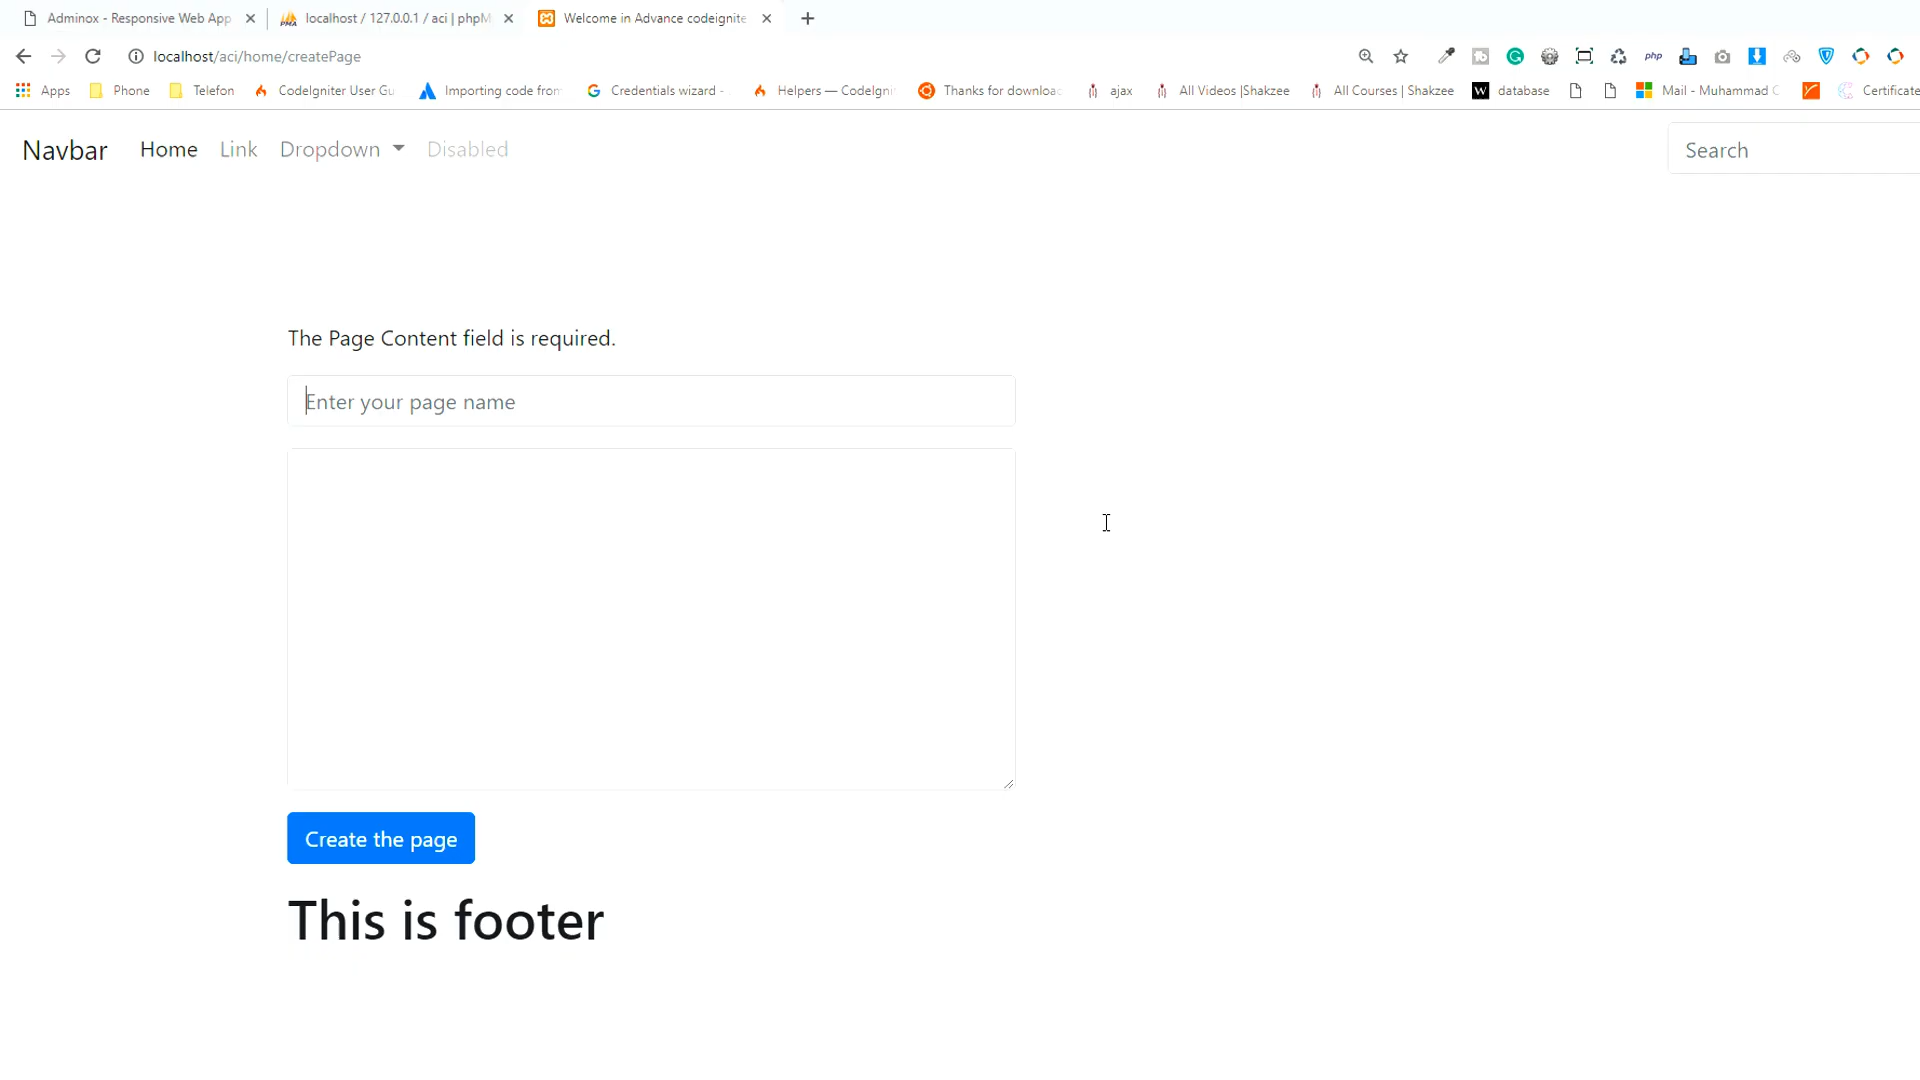 Adminox - Responsive Web App
localhost / 127.0.0.1 / aci | phpM
Welcome in Advance codeignite
localhost/aci/home/createPage
php
Apps
Phone
Telefon
CodeIgniter User Gu
Importing code from
Credentials wizard -
Helpers — CodeIgni
Thanks for downloa
ajax
All Videos |Shakzee
All Courses | Shakzee
W
database
Mail - Muhammad
Certificate
Navbar
Home
Link
Dropdown
Disabled
Search
The Page Content field is required.
Enter your page name
Create the page
This is footer